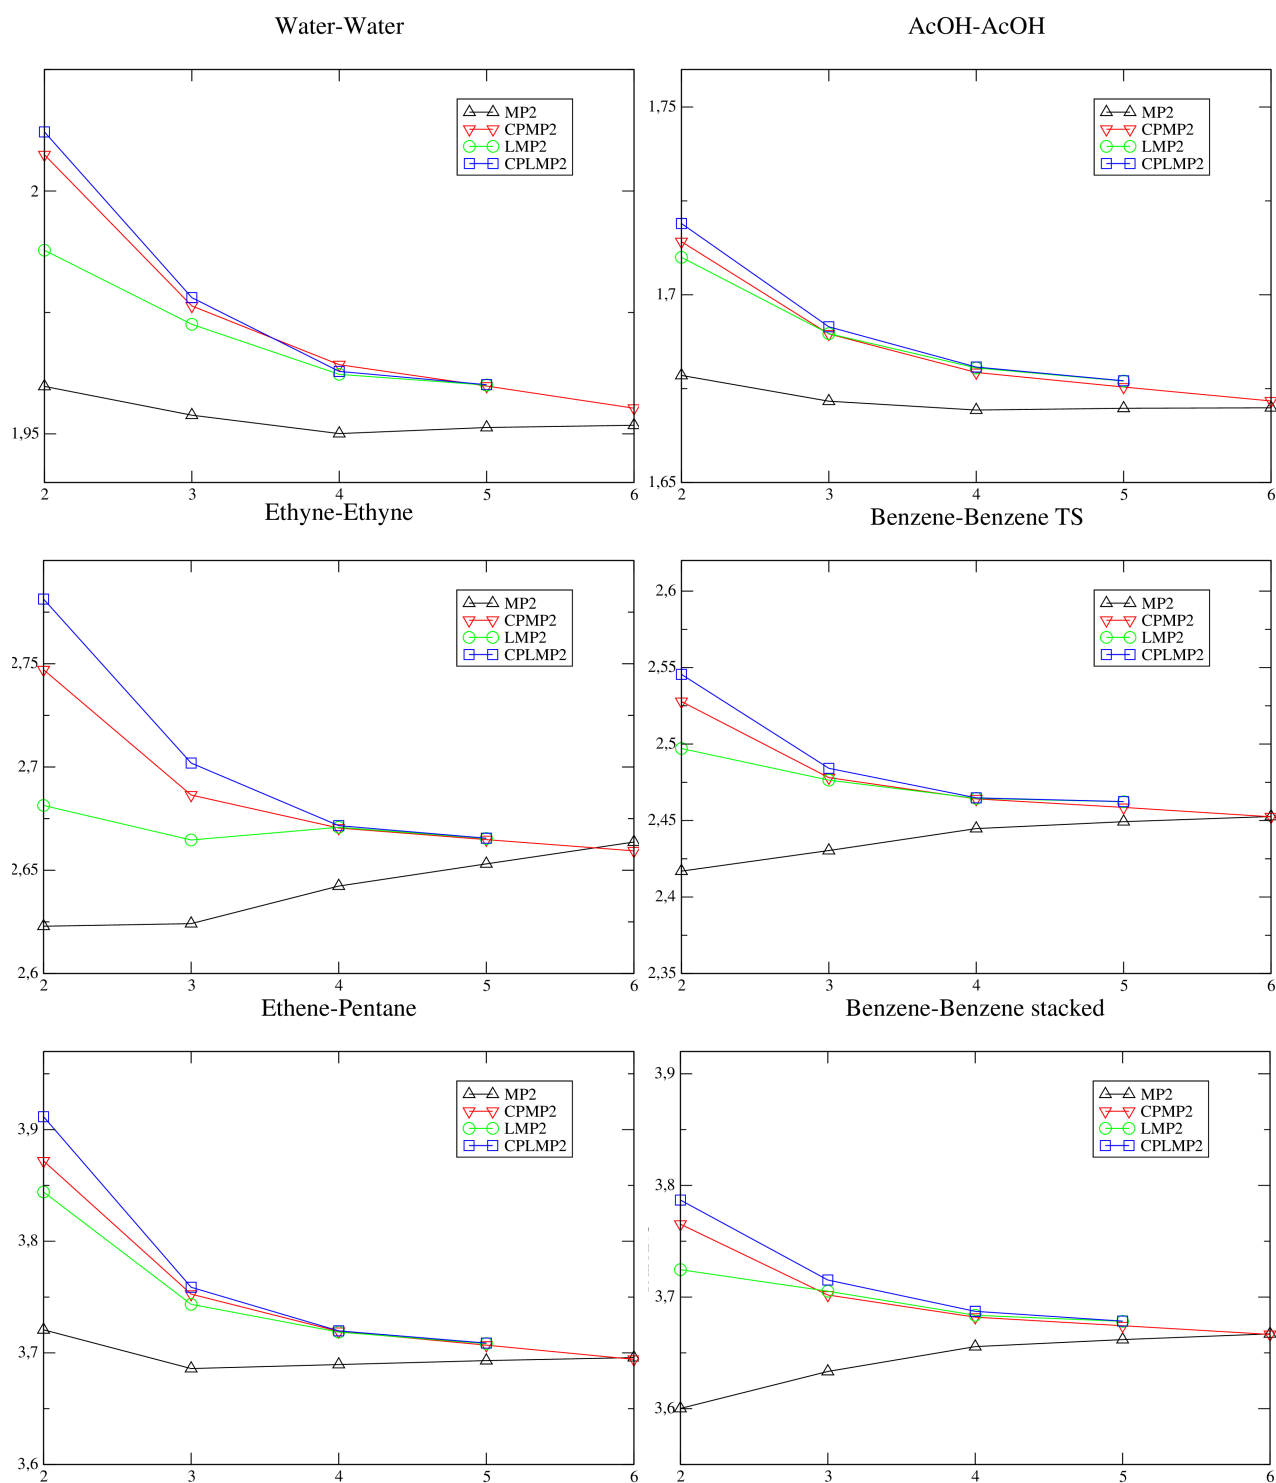 Water-Water
AcOH-AcOH
2
1,95
MP2
CPMP2
LMP2
CPLMP2
2 3 4 5 6
1,75
1,7
1,65
MP2
CPMP2
LMP2
CPLMP2
2 3 4 5 6
Ethyne-Ethyne
Benzene-Benzene TS
2,75
2,7
2,65
2,6
MP2
CPMP2
LMP2
CPLMP2
2 3 4 5 6
2,6
2,55
2,5
2,45
2,4
2,35
MP2
CPMP2
LMP2
CPLMP2
2 3 4 5 6
Ethene-Pentane
Benzene-Benzene stacked
3,9
3,8
3,7
3,6
MP2
CPMP2
LMP2
CPLMP2
2 3 4 5 6
3,9
3,8
3,7
3,6
MP2
CPMP2
LMP2
CPLMP2
2 3 4 5 6